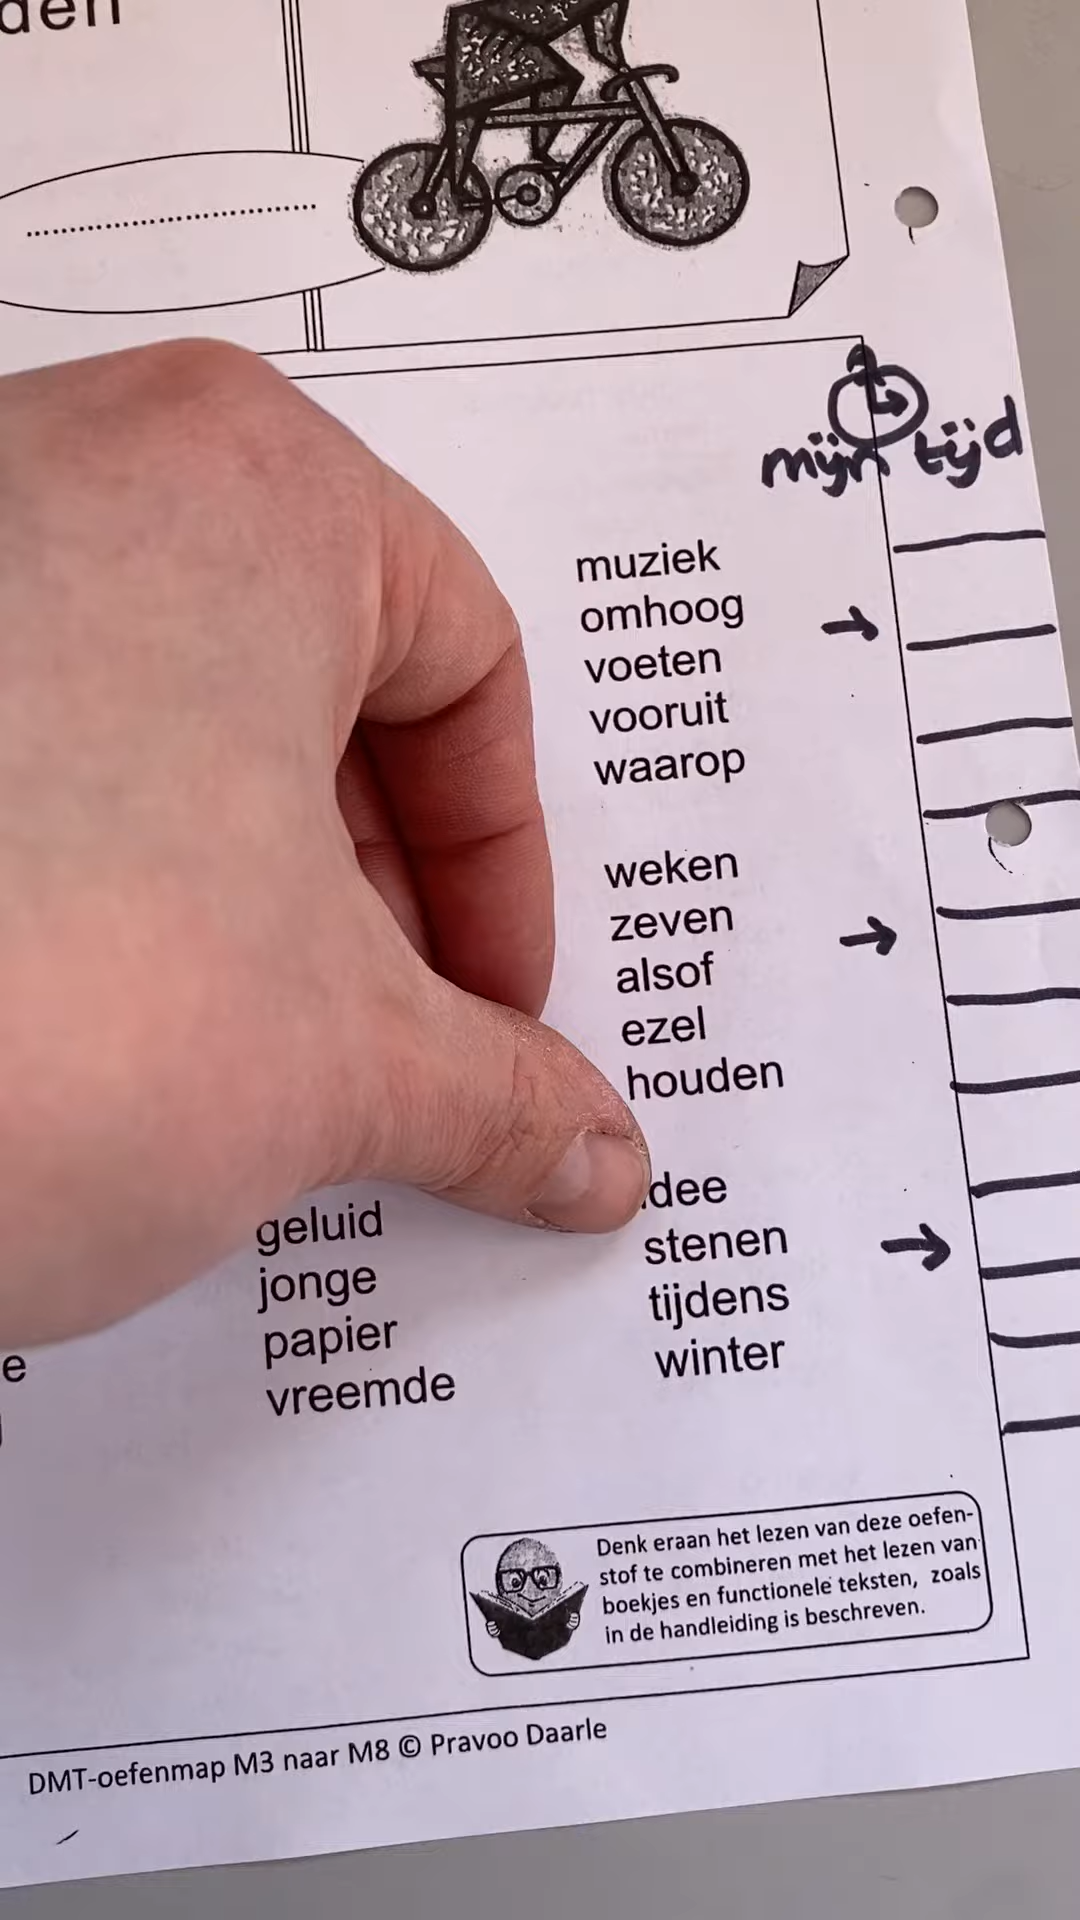 den
mijn tijd
muziek
omhoog
voeten
vooruit
waarop
weken
zeven
alsof
ezel
houden
dee
stenen
tijdens
winter
geluid
jonge
papier
vreemde
e
Denk eraan het lezen van deze oefen-
stof te combineren met het lezen van
boekjes en functionele teksten, zoals
in de handleiding is beschreven.
DMT-oefenmap M3 naar M8 © Pravoo Daarle